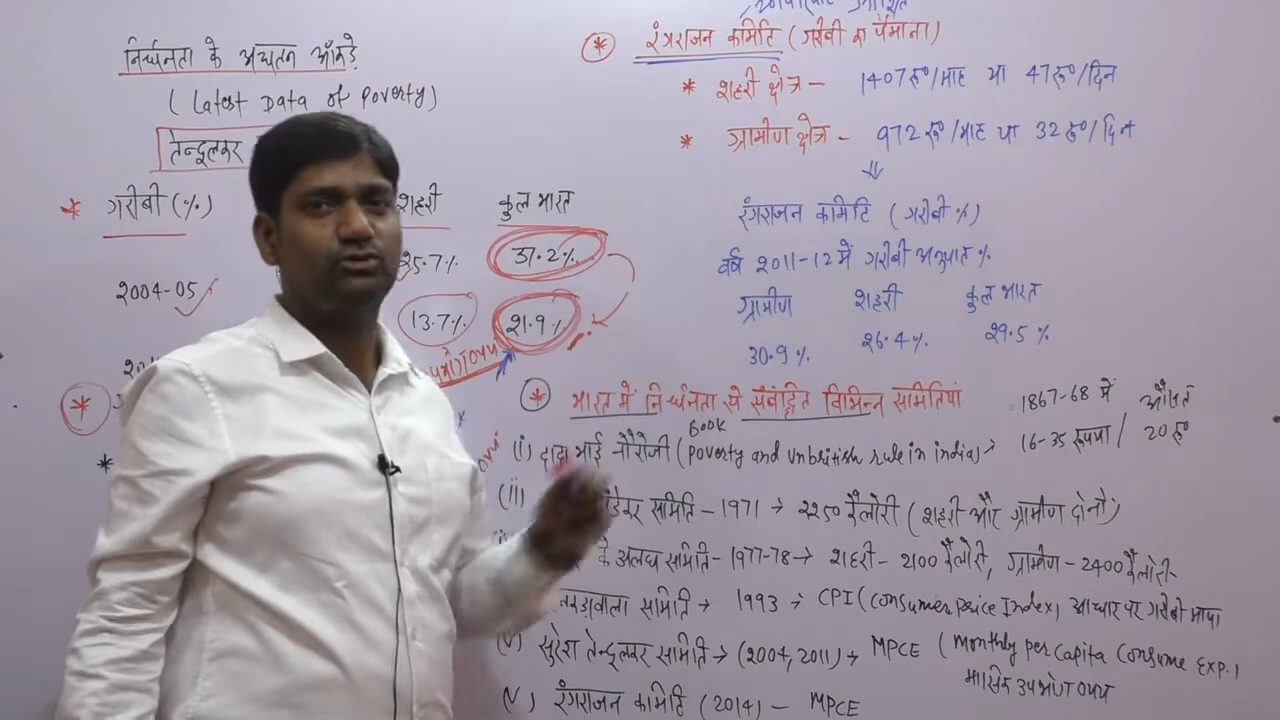 निर्धनता के अद्यतन आँकड़े
(Latest Data of Poverty)
तेन्दुलकर
* गरीबी (%) शहरी कुल भारत
25.7% 37.2%
2004-05 13.7% 21.9%
*
*
* रंगराजन कमिटि (गरीबी का पैमाना)
* शहरी क्षेत्र - 1407 रू०/माह या 47 रू०/दिन
* ग्रामीण क्षेत्र - 972 रू०/माह या 32 रू०/दिन
रंगराजन कमिटि (गरीबी %)
वर्ष 2011-12 में गरीबी अनुपात %
ग्रामीण शहरी कुल भारत
30.9% 26.4% 29.5%
* भारत में निर्धनता से संबंधित विभिन्न समितियां
Book 1867-68 में औसत
(i) दादा भाई नौरोजी (Poverty and Unbritish rule in india) → 16-35 रूपया / 20 रू०
(ii) समिति - 1971 → 2250 कैलोरी (शहरी और ग्रामीण दोनों)
के अलघ समिति - 1977-78 → शहरी - 2100 कैलोरी, ग्रामीण - 2400 कैलोरी-
समिति → 1993 → CPI (Consumer Price Index) आधार पर गरीबी मापा
(v) सुरेश तेन्दुलकर समिति → (2004, 2011) → MPCE (Monthly per Capita Consume Exp.)
मासिक उपभोग व्यय
(v) रंगराजन कमिटि (2014) - MPCE